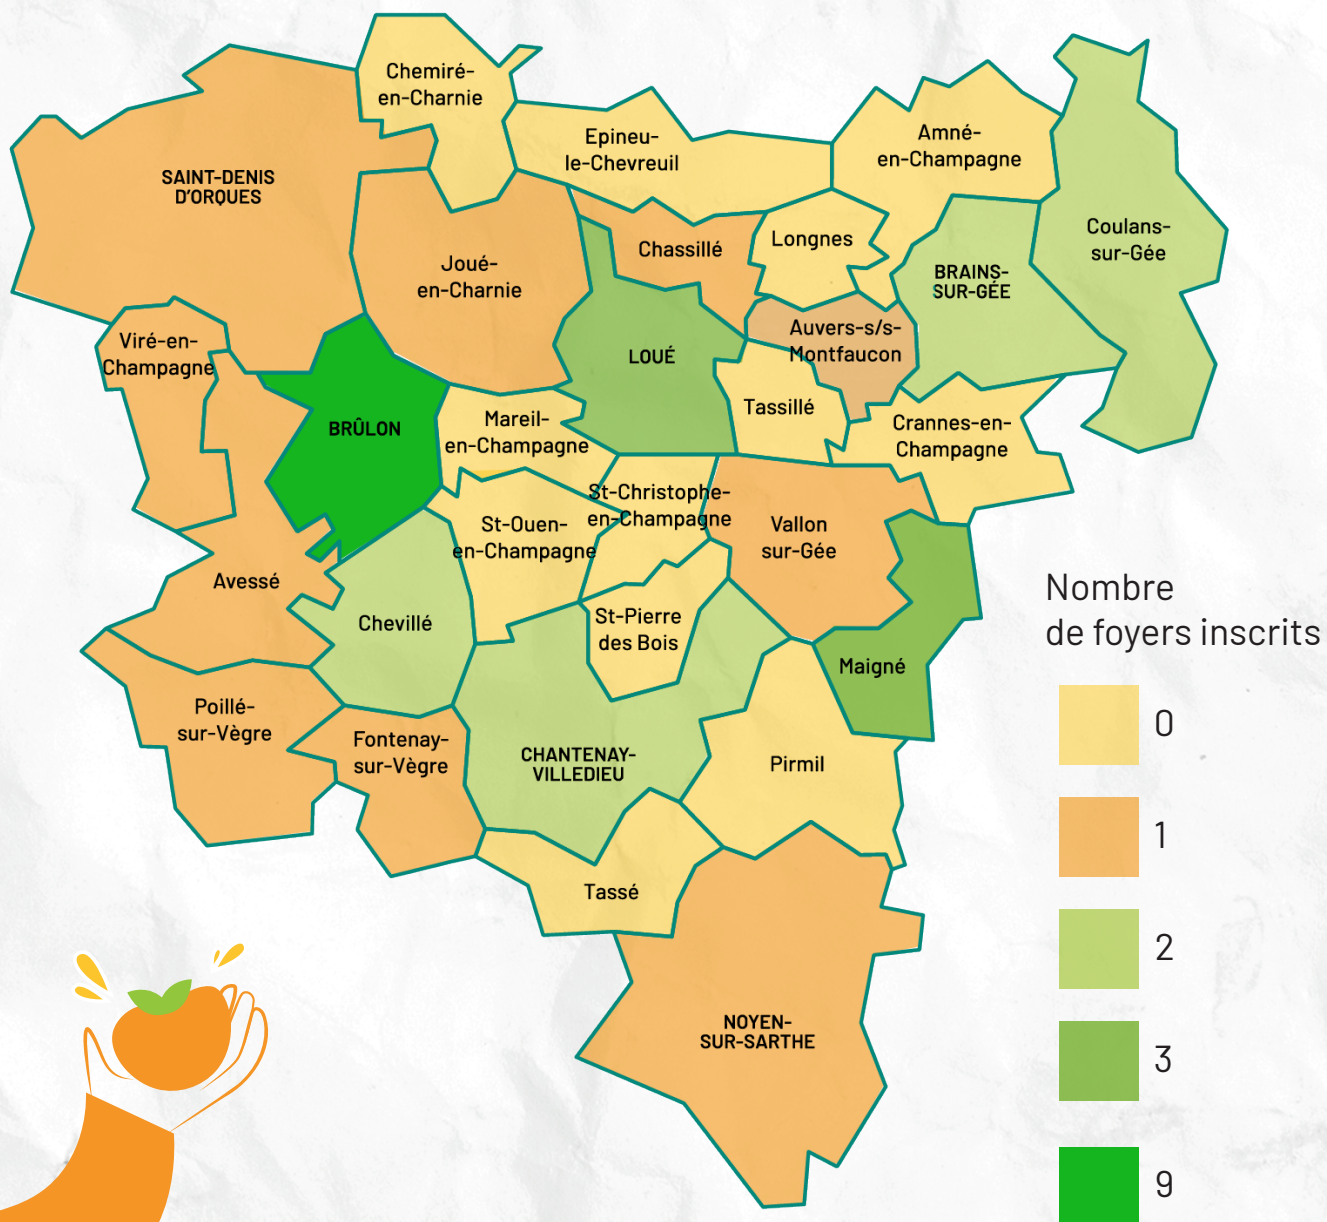 Chemiré-
en-Charnie
Epineu-
le-Chevreuil
Amné-
en-Champagne
SAINT-DENIS
D'ORQUES
Coulans-
sur-Gée
Joué-
en-Charnie
Chassillé
Longnes
BRAINS-
SUR-GÉE
Viré-en-
Champagne
LOUÉ
Auvers-s/s-
Montfaucon
BRÛLON
Mareil-
en-Champagne
Tassillé
Crannes-en-
Champagne
St-Ouen-
en-Champagne
St-Christophe-
en-Champagne
Vallon
sur-Gée
Avessé
Chevillé
St-Pierre
des Bois
Maigné
Poillé-
sur-Vègre
Fontenay-
sur-Vègre
CHANTENAY-
VILLEDIEU
Pirmil
Tassé
NOYEN-
SUR-SARTHE
Nombre
de foyers inscrits
0
1
2
3
9